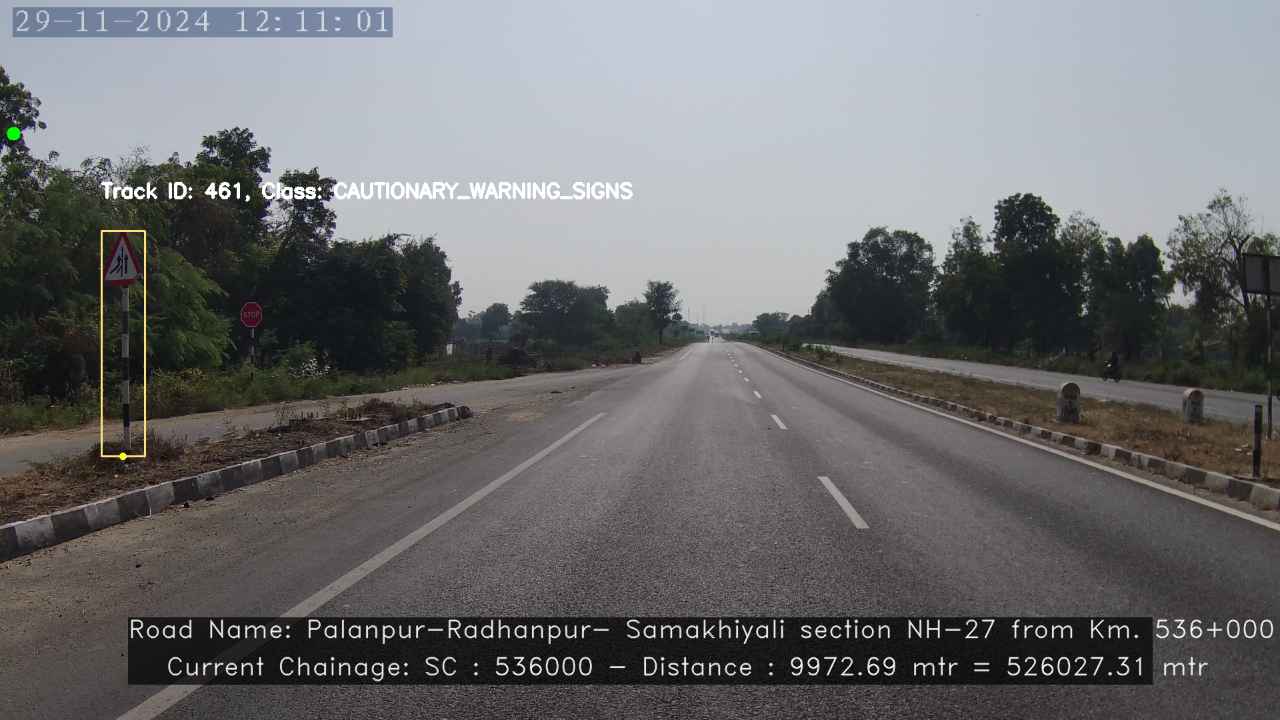 29-11-2024 12:11:01
Track ID: 461, Class: CAUTIONARY_WARNING_SIGNS
STOP
Road Name: Palanpur-Radhanpur- Samakhiyali section NH-27 from Km. 536+000
Current Chainage: SC : 536000 - Distance : 9972.69 mtr = 526027.31 mtr